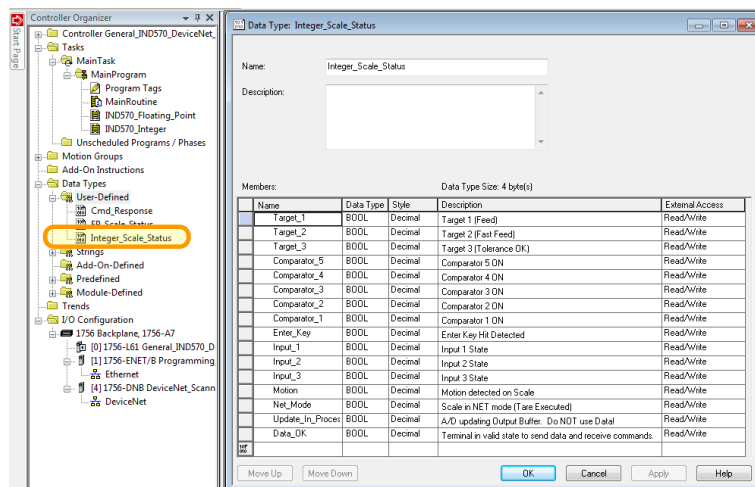 Controller Organizer
Start Page
Controller General_IND570_DeviceNet_
Tasks
MainTask
MainProgram
Program Tags
MainRoutine
IND570_Floating_Point
IND570_Integer
Unscheduled Programs / Phases
Motion Groups
Add-On Instructions
Data Types
User-Defined
Cmd_Response
FP_Scale_Status
Integer_Scale_Status
Strings
Add-On-Defined
Predefined
Module-Defined
Trends
I/O Configuration
1756 Backplane, 1756-A7
[0] 1756-L61 General_IND570_D
[1] 1756-ENET/B Programming
Ethernet
[4] 1756-DNB DeviceNet_Scann
DeviceNet
Data Type: Integer_Scale_Status
Name: Integer_Scale_Status
Description:
Members: Data Type Size: 4 byte(s)
Name Data Type Style Description External Access
Target_1 BOOL Decimal Target 1 (Feed) Read/Write
Target_2 BOOL Decimal Target 2 (Fast Feed) Read/Write
Target_3 BOOL Decimal Target 3 (Tolerance OK) Read/Write
Comparator_5 BOOL Decimal Comparator 5 ON Read/Write
Comparator_4 BOOL Decimal Comparator 4 ON Read/Write
Comparator_3 BOOL Decimal Comparator 3 ON Read/Write
Comparator_2 BOOL Decimal Comparator 2 ON Read/Write
Comparator_1 BOOL Decimal Comparator 1 ON Read/Write
Enter_Key BOOL Decimal Enter Key Hit Detected Read/Write
Input_1 BOOL Decimal Input 1 State Read/Write
Input_2 BOOL Decimal Input 2 State Read/Write
Input_3 BOOL Decimal Input 3 State Read/Write
Motion BOOL Decimal Motion detected on Scale Read/Write
Net_Mode BOOL Decimal Scale in NET mode (Tare Executed) Read/Write
Update_In_Proces BOOL Decimal A/D updating Output Buffer. Do NOT use Data! Read/Write
Data_OK BOOL Decimal Terminal in valid state to send data and receive commands. Read/Write
Move Up Move Down OK Cancel Apply Help